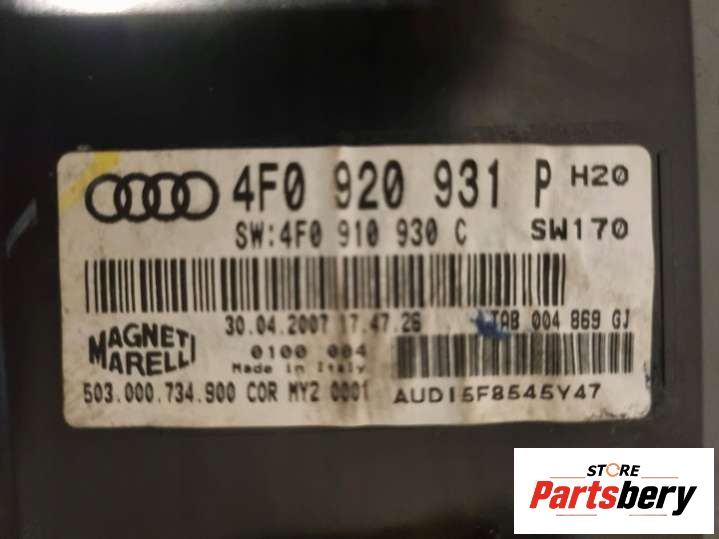 4F0 920 931 P H20
SW:4F0 910 930 C SW170
30.04.2007 17.47.26 TAB 004 869 GJ
MAGNETI
MARELLI
0100 004
Made in Italy
503.000.734.900 COR MY2 0001 AUDI5F8545Y47
STORE
Partsbery